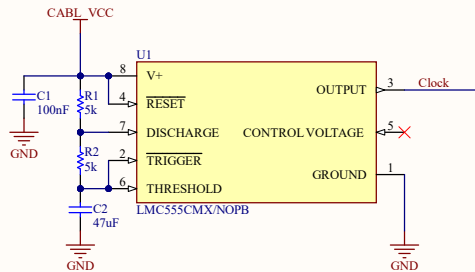 CABL_VCC
U1
8 V+
OUTPUT 3 Clock
C1
100nF
R1
5k
4 RESET
7 DISCHARGE
CONTROL VOLTAGE 5
GND
R2
5k
2 TRIGGER
GROUND 1
6 THRESHOLD
C2
47uF
LMC555CMX/NOPB
GND
GND